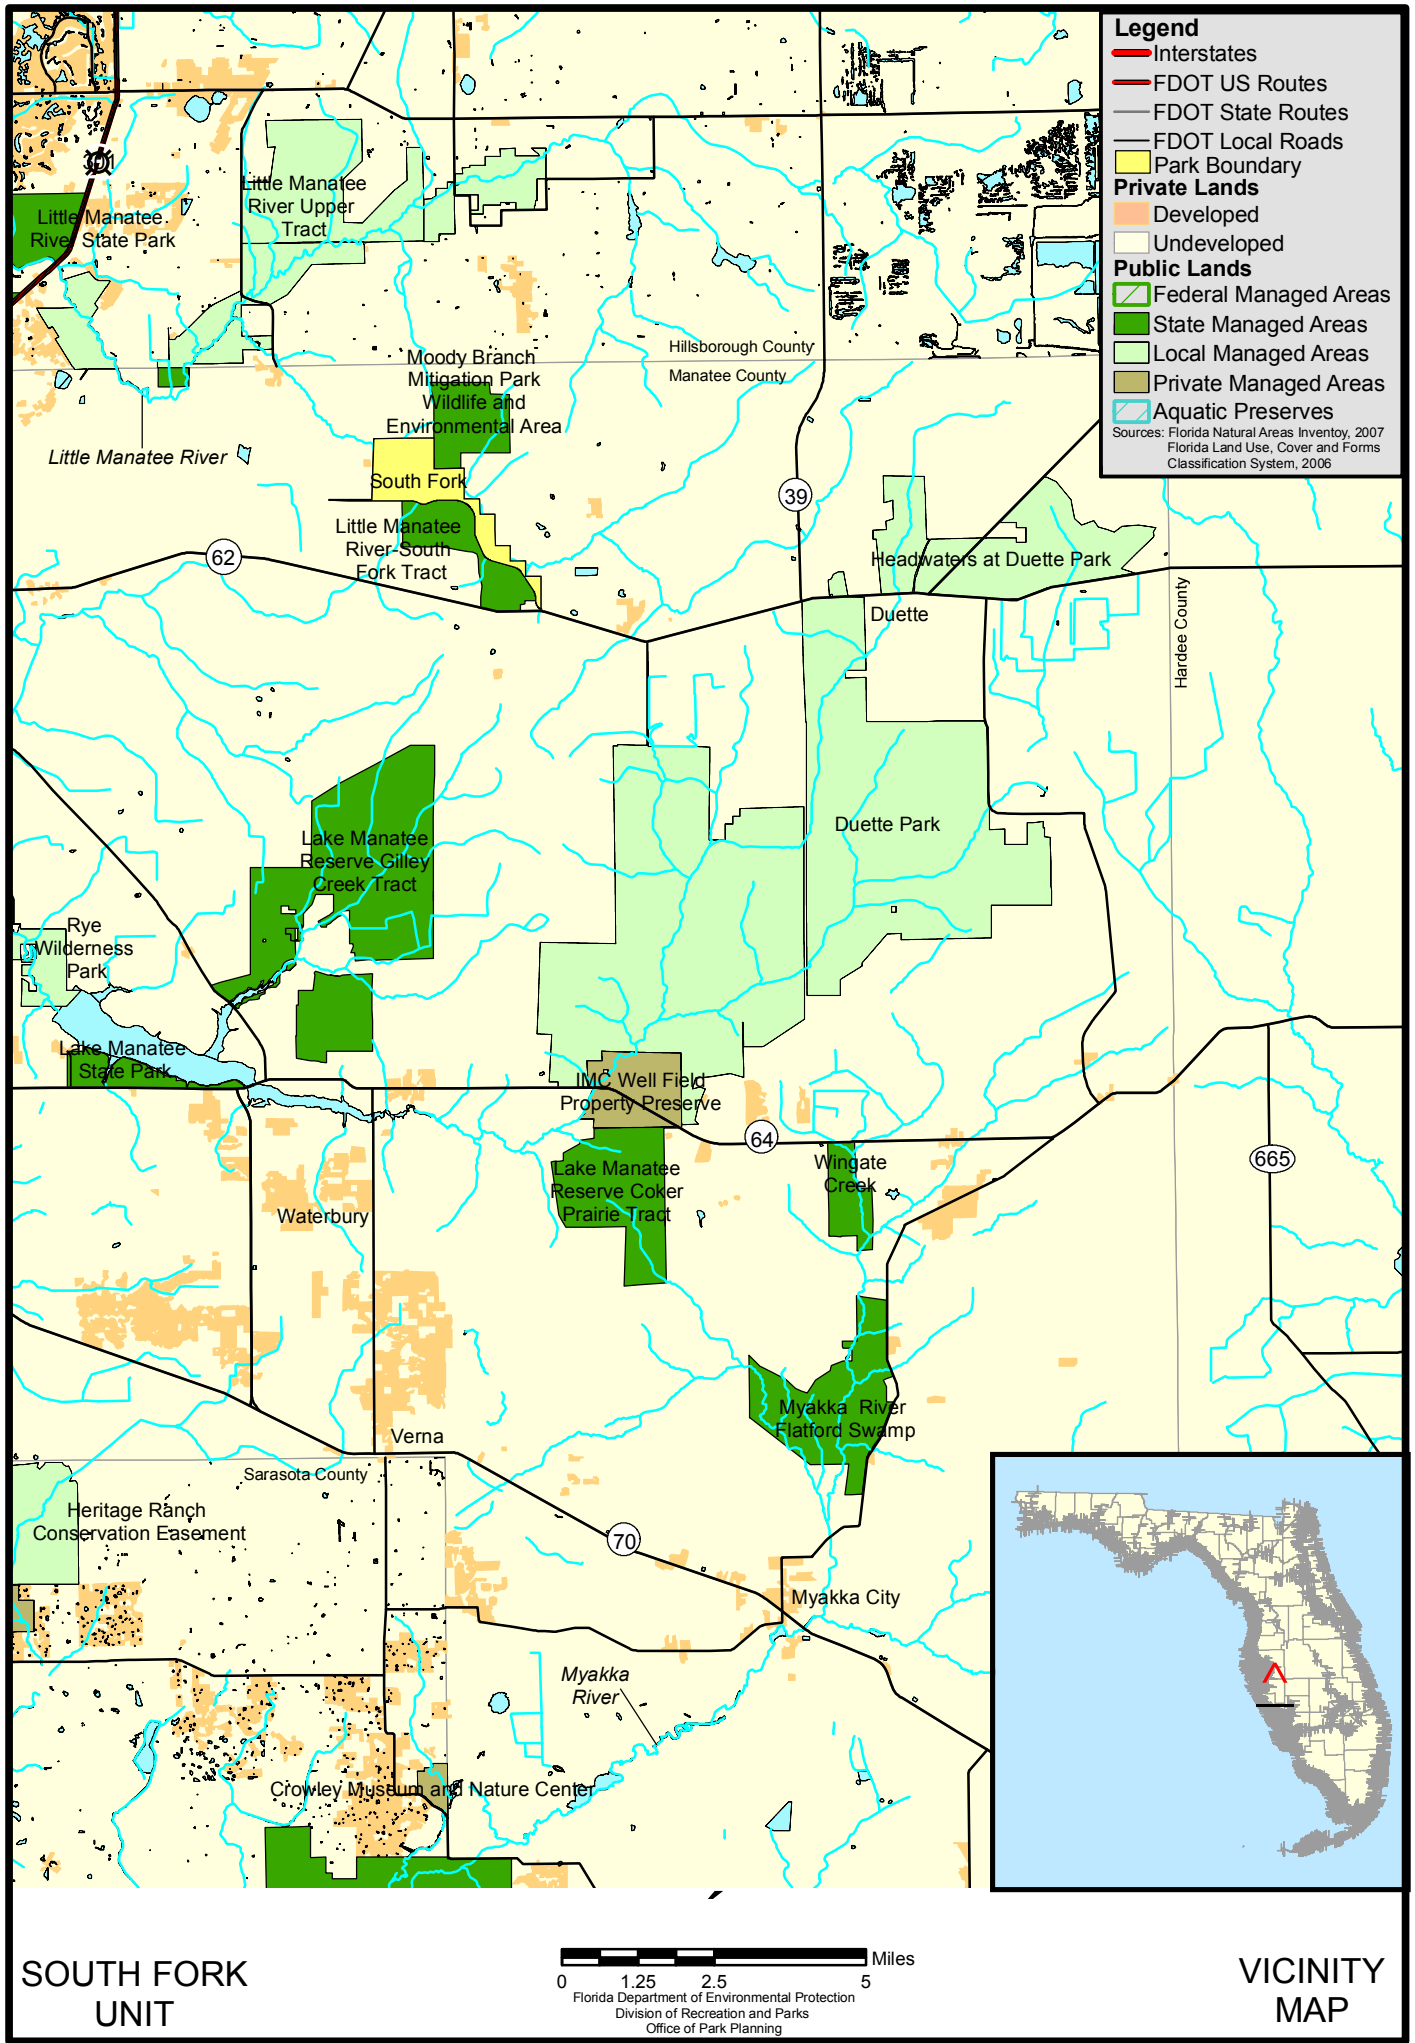 Legend
Interstates
FDOT US Routes
FDOT State Routes
FDOT Local Roads
Park Boundary
Private Lands
Developed
Undeveloped
Public Lands
Federal Managed Areas
State Managed Areas
Local Managed Areas
Private Managed Areas
Aquatic Preserves
Sources: Florida Natural Areas Inventoy, 2007
Florida Land Use, Cover and Forms
Classification System, 2006
Little Manatee
River State Park
Little Manatee
River Upper
Tract
Hillsborough County
Manatee County
Moody Branch
Mitigation Park
Wildlife and
Environmental Area
Little Manatee River
South Fork
39
Little Manatee
River-South
Fork Tract
62
Headwaters at Duette Park
Duette
Hardee County
Duette Park
Lake Manatee
Reserve Gilley
Creek Tract
Rye
Wilderness
Park
Lake Manatee
State Park
IMC Well Field
Property Preserve
64
Wingate
Creek
665
Lake Manatee
Reserve Coker
Prairie Tract
Waterbury
Myakka River
Flatford Swamp
Verna
Sarasota County
Heritage Ranch
Conservation Easement
70
Myakka City
Myakka
River
Crowley Museum and Nature Center
SOUTH FORK
UNIT
Miles
0 1.25 2.5 5
Florida Department of Environmental Protection
Division of Recreation and Parks
Office of Park Planning
VICINITY
MAP